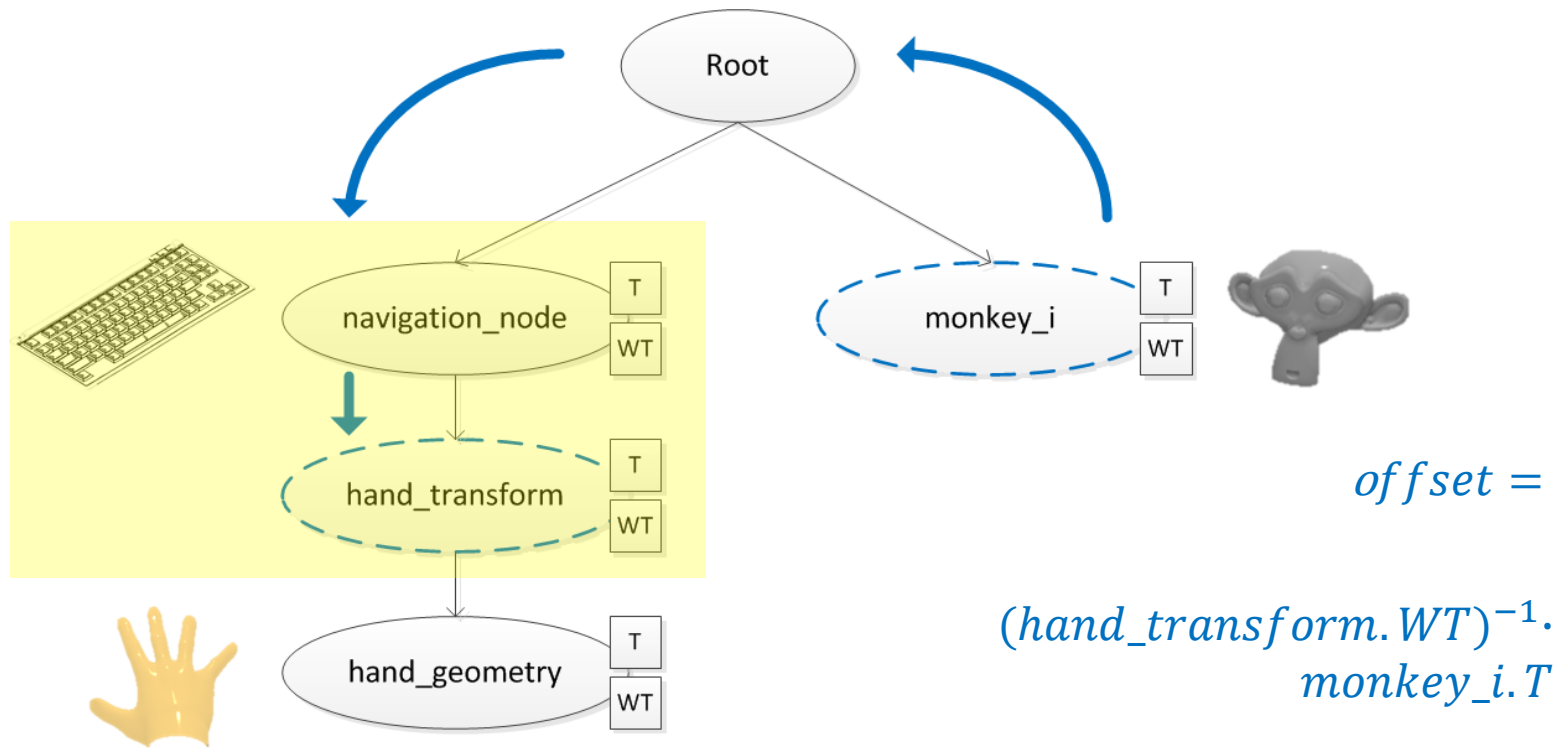 Root
navigation_node
T
WT
monkey_i
T
WT
hand_transform
T
WT
offset =
(hand_transform.WT)⁻¹·
monkey_i.T
hand_geometry
T
WT